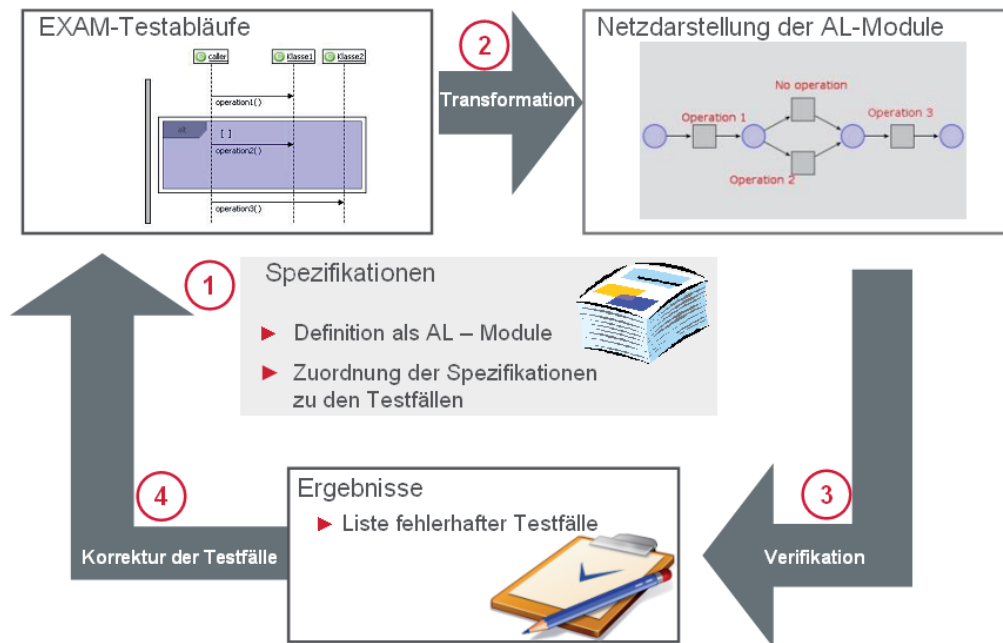 EXAM-Testabläufe
caller
Klasse1
Klasse2
operation1()
alt
[ ]
operation2()
operation3()
2
Transformation
Netzdarstellung der AL-Module
No operation
Operation 1
Operation 3
Operation 2
1
Spezifikationen
► Definition als AL – Module
► Zuordnung der Spezifikationen
zu den Testfällen
3
Verifikation
Ergebnisse
► Liste fehlerhafter Testfälle
4
Korrektur der Testfälle